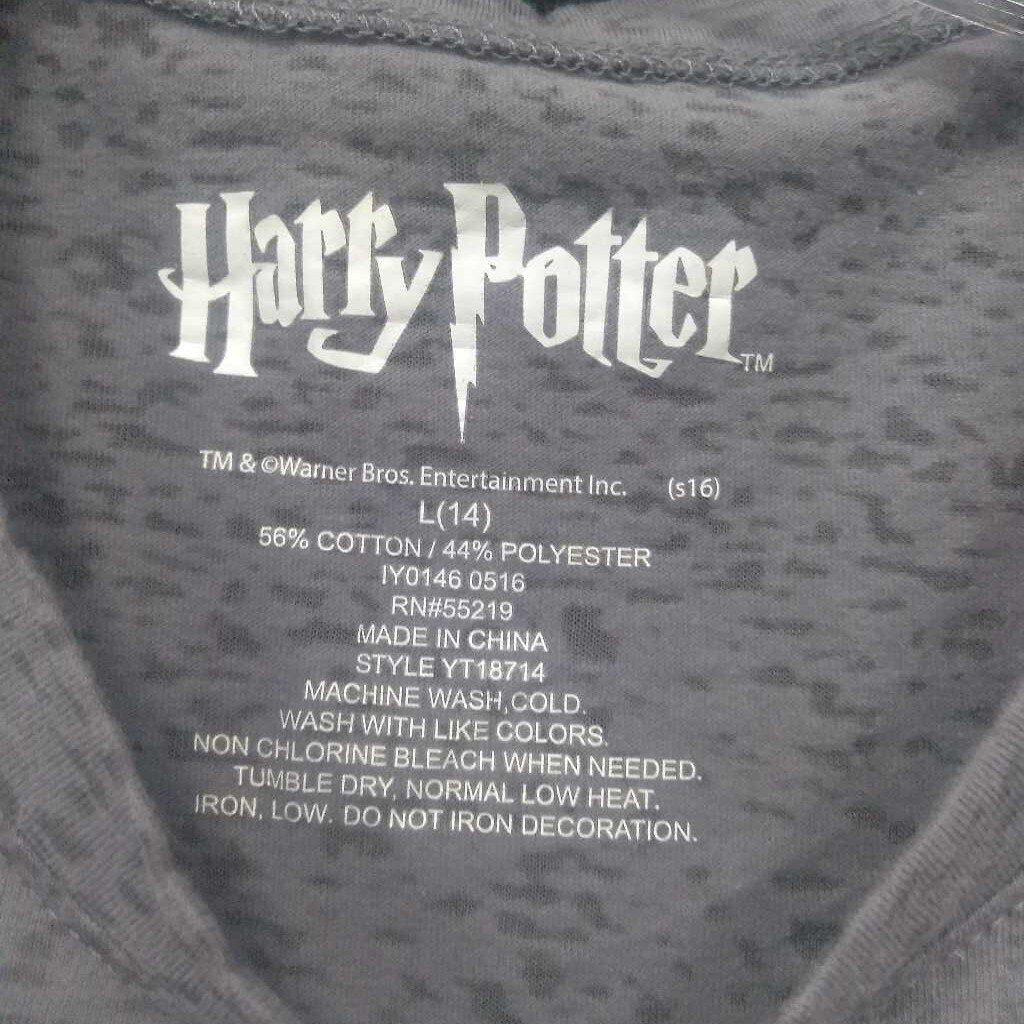 Harry Potter™
TM & ©Warner Bros. Entertainment Inc. (s16)
L(14)
56% COTTON / 44% POLYESTER
IY0146 0516
RN#55219
MADE IN CHINA
STYLE YT18714
MACHINE WASH,COLD.
WASH WITH LIKE COLORS.
NON CHLORINE BLEACH WHEN NEEDED.
TUMBLE DRY, NORMAL LOW HEAT.
IRON, LOW. DO NOT IRON DECORATION.